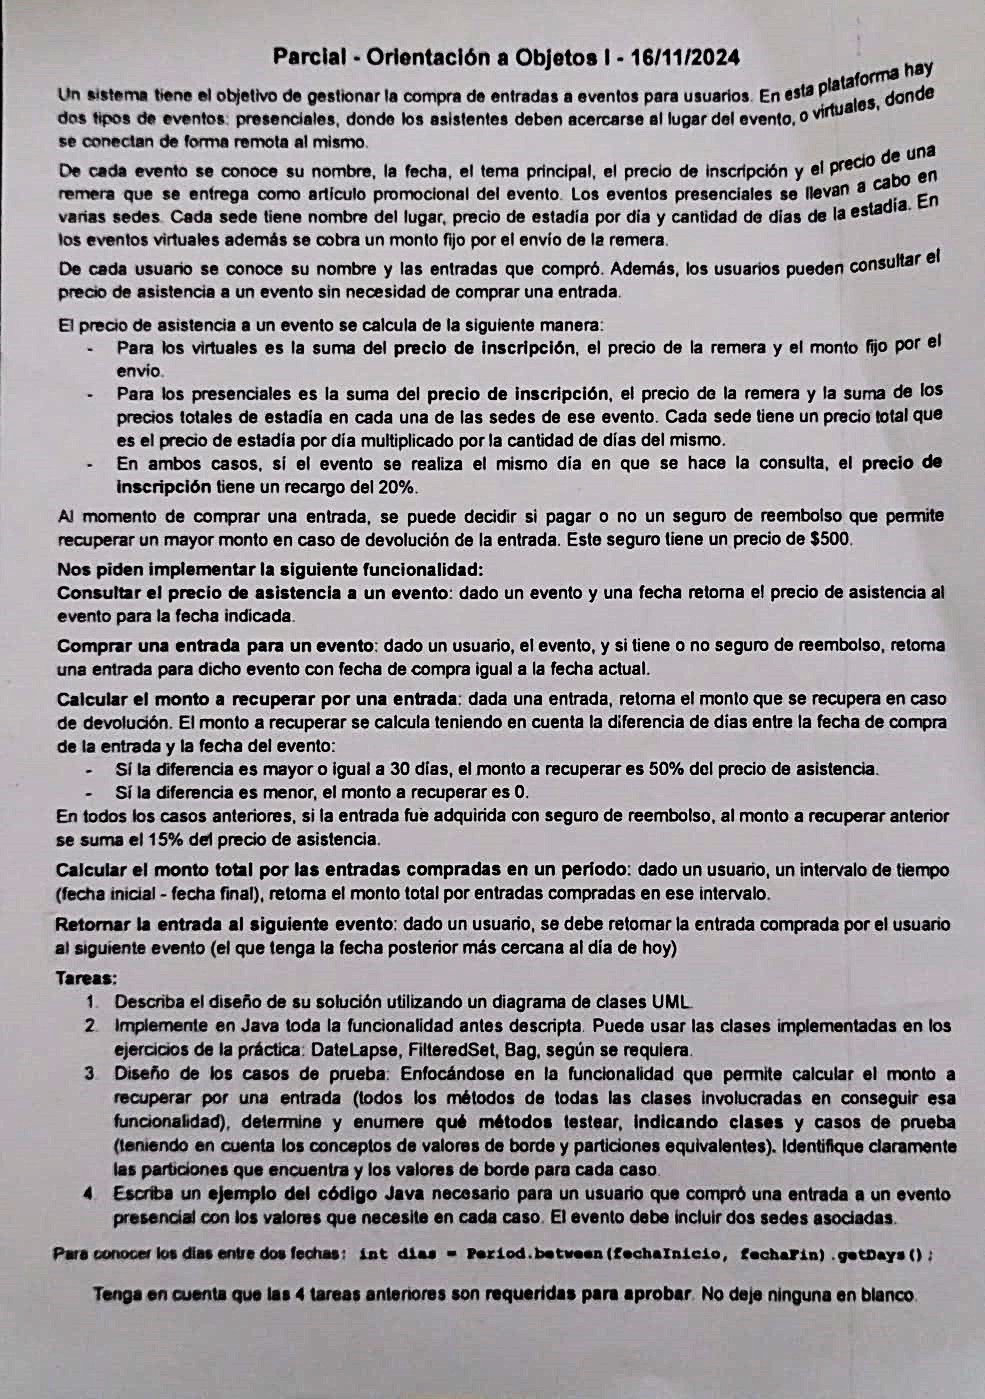 Parcial - Orientación a Objetos I - 16/11/2024
Un sistema tiene el objetivo de gestionar la compra de entradas a eventos para usuarios. En esta plataforma hay
dos tipos de eventos: presenciales, donde los asistentes deben acercarse al lugar del evento, o virtuales, donde
se conectan de forma remota al mismo.
De cada evento se conoce su nombre, la fecha, el tema principal, el precio de inscripción y el precio de una
remera que se entrega como artículo promocional del evento. Los eventos presenciales se llevan a cabo en
varias sedes. Cada sede tiene nombre del lugar, precio de estadía por día y cantidad de días de la estadía. En
los eventos virtuales además se cobra un monto fijo por el envío de la remera.
De cada usuario se conoce su nombre y las entradas que compró. Además, los usuarios pueden consultar el
precio de asistencia a un evento sin necesidad de comprar una entrada.
El precio de asistencia a un evento se calcula de la siguiente manera:
- Para los virtuales es la suma del precio de inscripción, el precio de la remera y el monto fijo por el
envío.
- Para los presenciales es la suma del precio de inscripción, el precio de la remera y la suma de los
precios totales de estadía en cada una de las sedes de ese evento. Cada sede tiene un precio total que
es el precio de estadía por día multiplicado por la cantidad de días del mismo.
- En ambos casos, sí el evento se realiza el mismo día en que se hace la consulta, el precio de
inscripción tiene un recargo del 20%.
Al momento de comprar una entrada, se puede decidir si pagar o no un seguro de reembolso que permite
recuperar un mayor monto en caso de devolución de la entrada. Este seguro tiene un precio de $500.
Nos piden implementar la siguiente funcionalidad:
Consultar el precio de asistencia a un evento: dado un evento y una fecha retorna el precio de asistencia al
evento para la fecha indicada.
Comprar una entrada para un evento: dado un usuario, el evento, y si tiene o no seguro de reembolso, retorna
una entrada para dicho evento con fecha de compra igual a la fecha actual.
Calcular el monto a recuperar por una entrada: dada una entrada, retorna el monto que se recupera en caso
de devolución. El monto a recuperar se calcula teniendo en cuenta la diferencia de días entre la fecha de compra
de la entrada y la fecha del evento:
- Sí la diferencia es mayor o igual a 30 días, el monto a recuperar es 50% del precio de asistencia.
- Sí la diferencia es menor, el monto a recuperar es 0.
En todos los casos anteriores, si la entrada fue adquirida con seguro de reembolso, al monto a recuperar anterior
se suma el 15% del precio de asistencia.
Calcular el monto total por las entradas compradas en un período: dado un usuario, un intervalo de tiempo
(fecha inicial - fecha final), retorna el monto total por entradas compradas en ese intervalo.
Retornar la entrada al siguiente evento: dado un usuario, se debe retornar la entrada comprada por el usuario
al siguiente evento (el que tenga la fecha posterior más cercana al día de hoy)
Tareas:
1. Describa el diseño de su solución utilizando un diagrama de clases UML.
2. Implemente en Java toda la funcionalidad antes descripta. Puede usar las clases implementadas en los
ejercicios de la práctica: DateLapse, FilteredSet, Bag, según se requiera.
3. Diseño de los casos de prueba: Enfocándose en la funcionalidad que permite calcular el monto a
recuperar por una entrada (todos los métodos de todas las clases involucradas en conseguir esa
funcionalidad), determine y enumere qué métodos testear, indicando clases y casos de prueba
(teniendo en cuenta los conceptos de valores de borde y particiones equivalentes). Identifique claramente
las particiones que encuentra y los valores de borde para cada caso.
4. Escriba un ejemplo del código Java necesario para un usuario que compró una entrada a un evento
presencial con los valores que necesite en cada caso. El evento debe incluir dos sedes asociadas.
Para conocer los días entre dos fechas: int dias = Period.between(fechaInicio, fechaFin).getDays();
Tenga en cuenta que las 4 tareas anteriores son requeridas para aprobar. No deje ninguna en blanco.